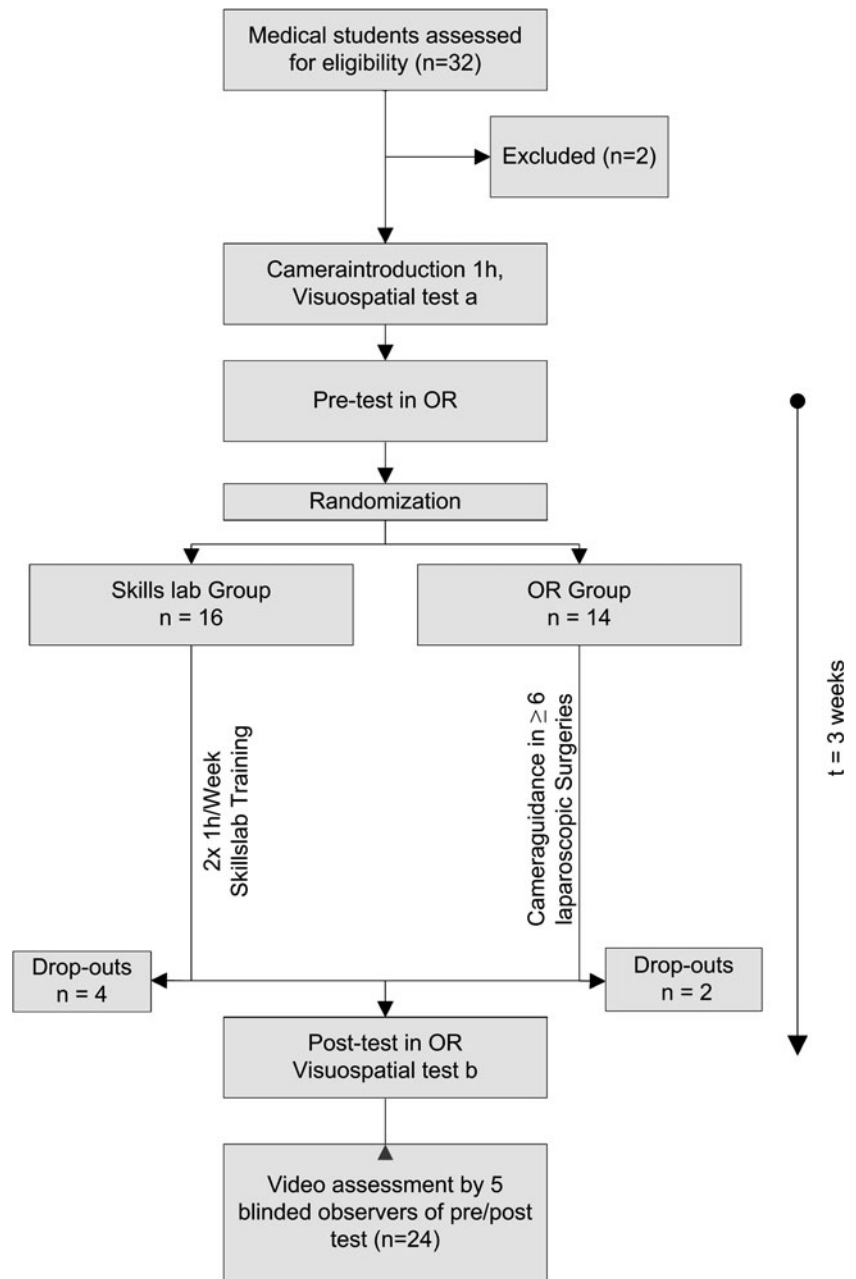 Medical students assessed
for eligibility (n=32)
Excluded (n=2)
Cameraintroduction 1h,
Visuospatial test a
Pre-test in OR
Randomization
Skills lab Group
n = 16
OR Group
n = 14
2x 1h/Week
Skillslab Training
Cameraguidance in ≥ 6
laparoscopic Surgeries
t = 3 weeks
Drop-outs
n = 4
Drop-outs
n = 2
Post-test in OR
Visuospatial test b
Video assessment by 5
blinded observers of pre/post
test (n=24)